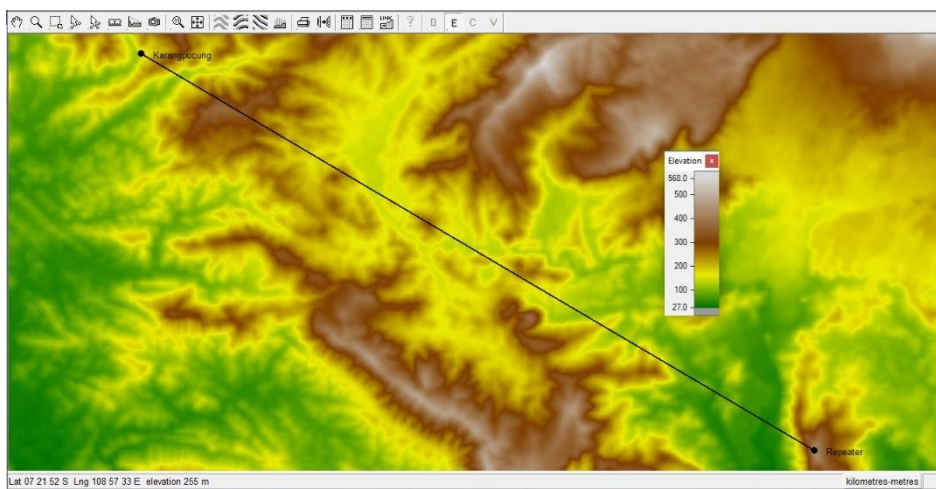 LINK
? B E C V
Karangpucung
Elevation x
568.0
500
400
300
200
100
27.0
Repeater
Lat 07 21 52 S Lng 108 57 33 E elevation 255 m
kilometres-metres